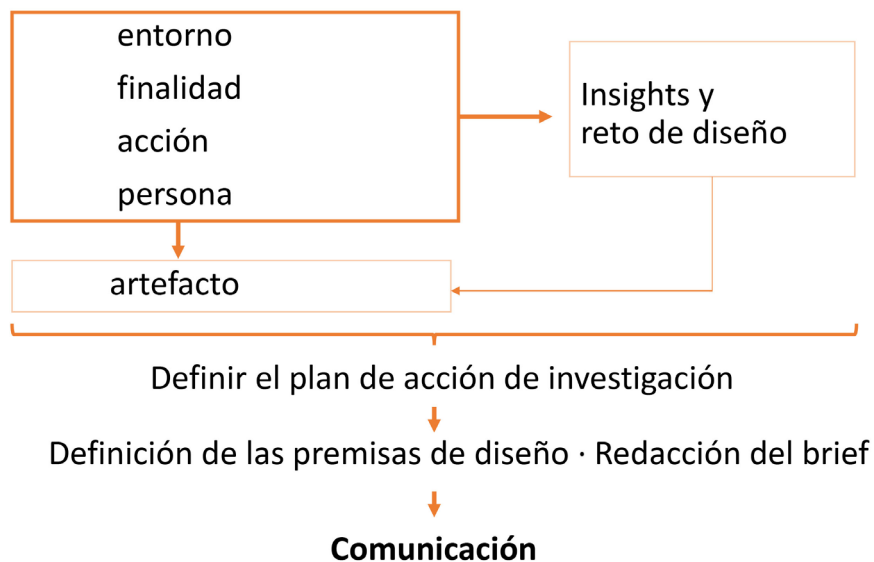 entorno
finalidad
acción
persona
Insights y
reto de diseño
artefacto
Definir el plan de acción de investigación
Definición de las premisas de diseño · Redacción del brief
Comunicación